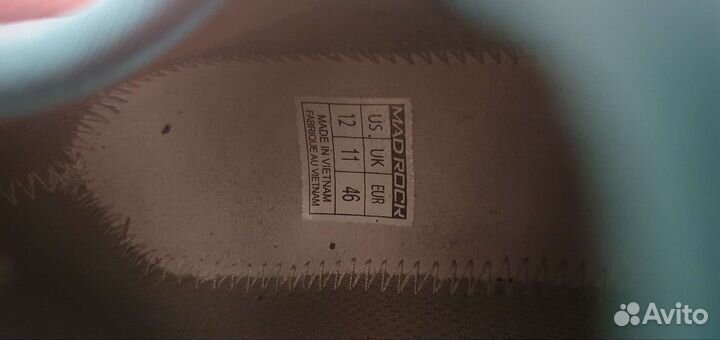 MAD ROCK
US. UK EUR
12 11 46
MADE IN VIETNAM
FABRIQUE AU VIETNAM
Avito